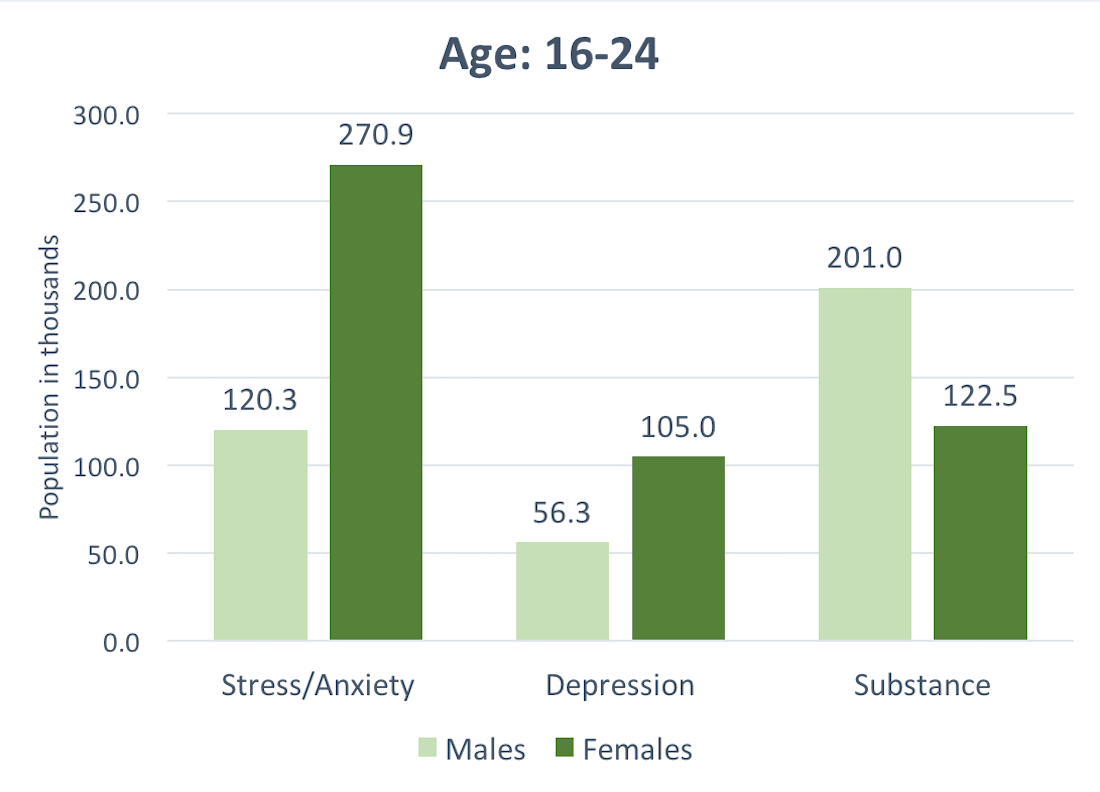 Age: 16-24
300.0
250.0
200.0
150.0
100.0
50.0
0.0
Population in thousands
120.3
270.9
56.3
105.0
201.0
122.5
Stress/Anxiety
Depression
Substance
Males
Females